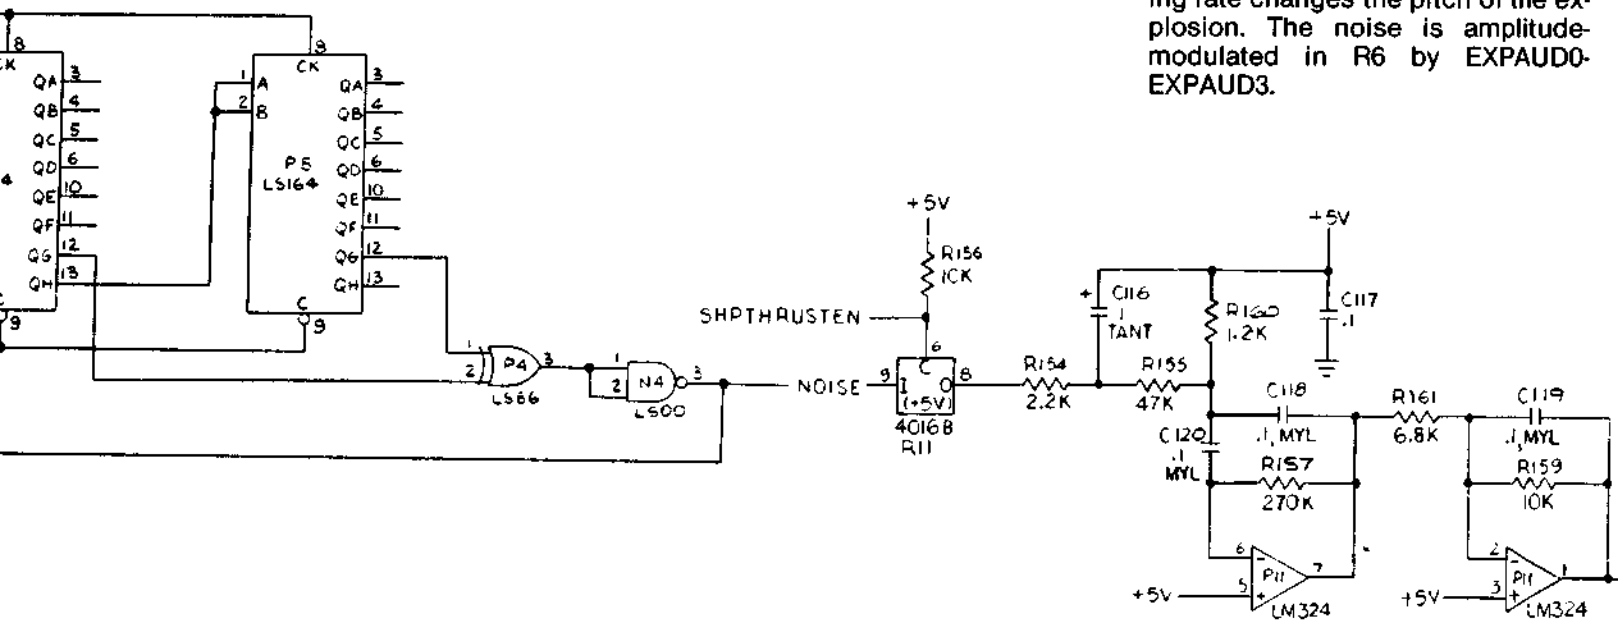 ing rate changes the pitch of the ex-
plosion. The noise is amplitude-
modulated in R6 by EXPAUD0-
EXPAUD3.
8
CK
QA 3
QB 4
QC 5
QD 6
QE 10
QF 11
QG 12
QH 13
4
C
9
8
CK
1 A
2 B
P5
LS164
QA 3
QB 4
QC 5
QD 6
QE 10
QF 11
QG 12
QH 13
C
9
1
2
P4
3
LS86
1
2
N4
3
LS00
NOISE
SHPTHRUSTEN
+5V
R156
10K
6
C
9 I O 8
(+5V)
4016B
R11
R154
2.2K
+ C116
1
TANT
R155
47K
+5V
R160
1.2K
C117
.1
C118
.1, MYL
C120
.1
MYL
R157
270K
6 -
5 +
P11
7
LM324
+5V
R161
6.8K
C119
.1, MYL
R159
10K
2 -
3 +
P11
1
LM324
+5V